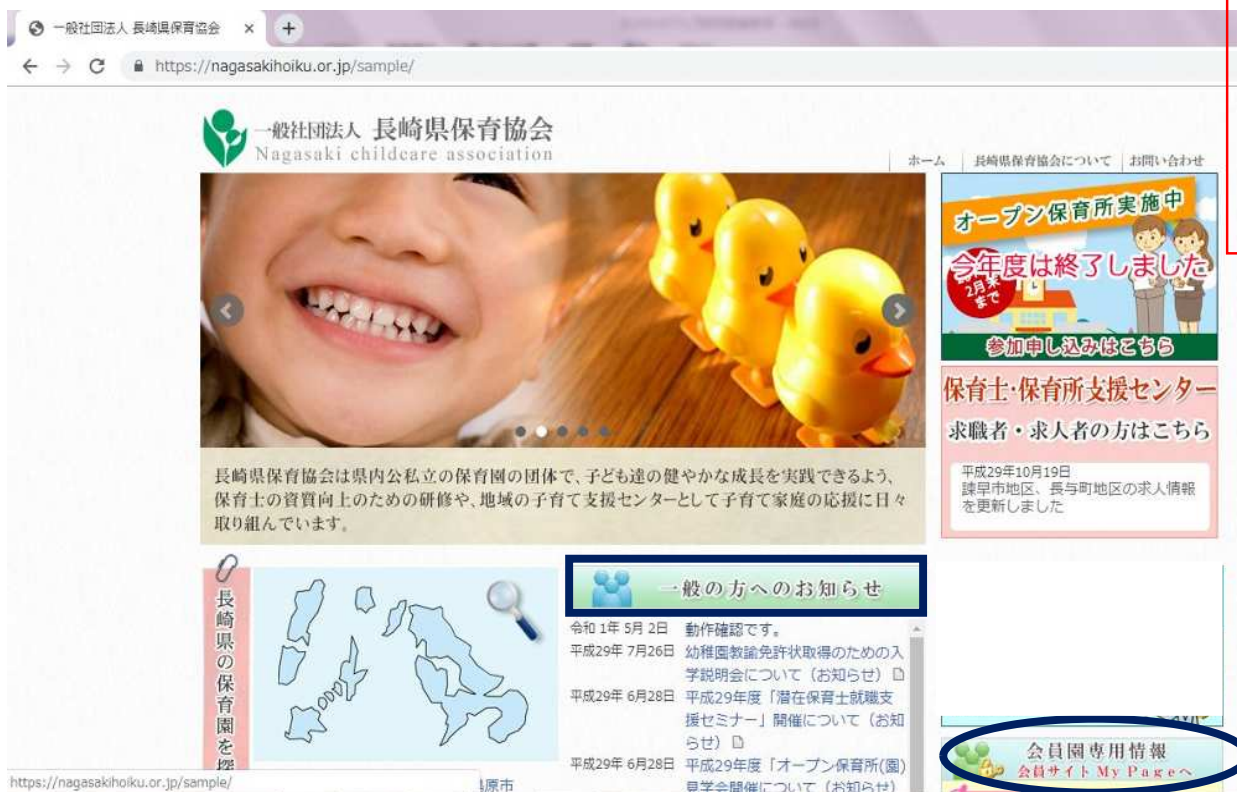 一般社団法人 長崎県保育協会
https://nagasakihoiku.or.jp/sample/
一般社団法人 長崎県保育協会
Nagasaki childcare association
ホーム 長崎県保育協会について お問い合わせ
オープン保育所実施中
今年度は終了しました
2月末
まで
参加申し込みはこちら
保育士・保育所支援センター
求職者・求人者の方はこちら
平成29年10月19日
諫早市地区、長与町地区の求人情報
を更新しました
長崎県保育協会は県内公私立の保育園の団体で、子ども達の健やかな成長を実践できるよう、
保育士の資質向上のための研修や、地域の子育て支援センターとして子育て家庭の応援に日々
取り組んでいます。
長崎県の保育園を探
一般の方へのお知らせ
令和 1年 5月 2日 動作確認です。
平成29年 7月26日 幼稚園教諭免許状取得のための入
学説明会について（お知らせ）
平成29年 6月28日 平成29年度「潜在保育士就職支
援セミナー」開催について（お知
らせ）
平成29年 6月28日 平成29年度「オープン保育所(園)
見学会開催について（お知らせ）
会員園専用情報
会員サイト My Pageへ
原市
https://nagasakihoiku.or.jp/sample/